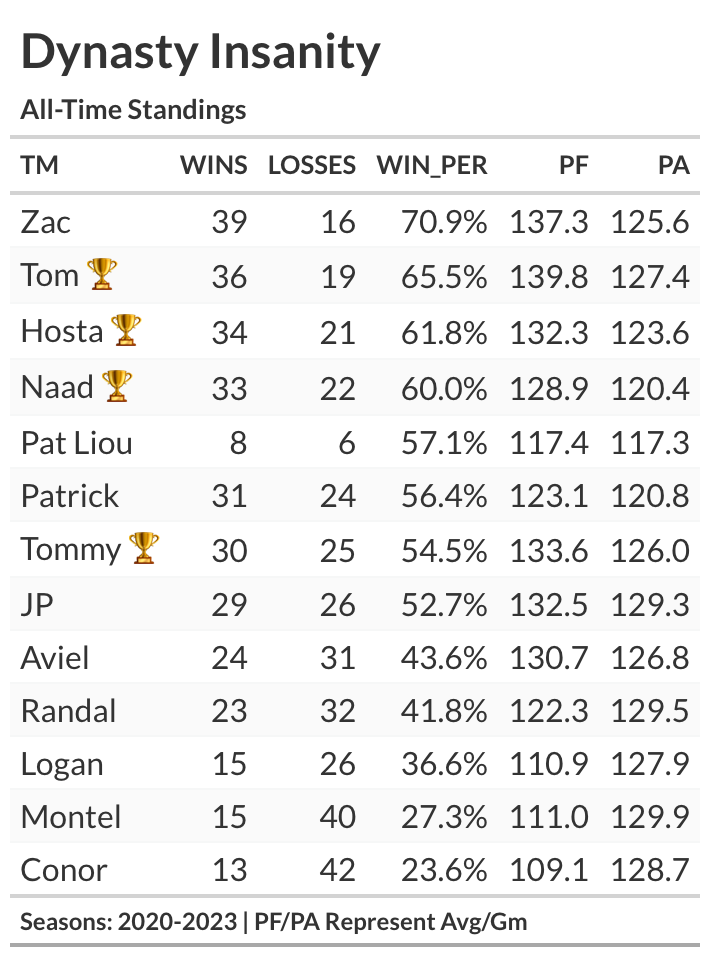 Dynasty Insanity
All-Time Standings
TM WINS LOSSES WIN_PER PF PA
Zac 39 16 70.9% 137.3 125.6
Tom 🏆 36 19 65.5% 139.8 127.4
Hosta 🏆 34 21 61.8% 132.3 123.6
Naad 🏆 33 22 60.0% 128.9 120.4
Pat Liou 8 6 57.1% 117.4 117.3
Patrick 31 24 56.4% 123.1 120.8
Tommy 🏆 30 25 54.5% 133.6 126.0
JP 29 26 52.7% 132.5 129.3
Aviel 24 31 43.6% 130.7 126.8
Randal 23 32 41.8% 122.3 129.5
Logan 15 26 36.6% 110.9 127.9
Montel 15 40 27.3% 111.0 129.9
Conor 13 42 23.6% 109.1 128.7
Seasons: 2020-2023 | PF/PA Represent Avg/Gm